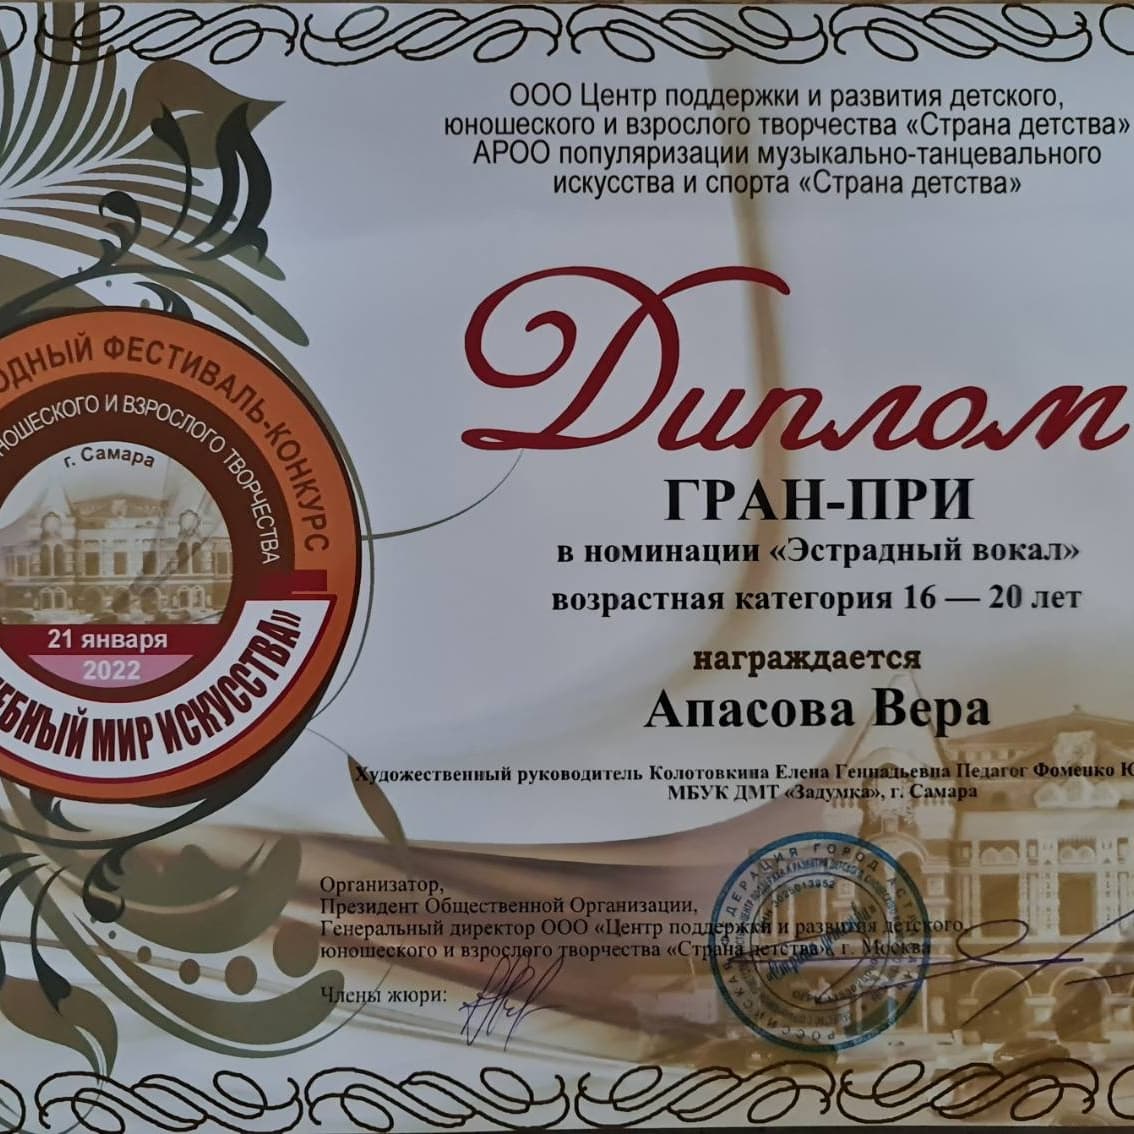 ООО Центр поддержки и развития детского,
юношеского и взрослого творчества «Страна детства»
АРОО популяризации музыкально-танцевального
искусства и спорта «Страна детства»
ОДНЫЙ ФЕСТИВАЛЬ-КОНКУРС
НОШЕСКОГО И ВЗРОСЛОГО ТВОРЧЕСТВА
г. Самара
21 января
2022
ЕБНЫЙ МИР ИСКУССТВА»
Диплом
ГРАН-ПРИ
в номинации «Эстрадный вокал»
возрастная категория 16 — 20 лет
награждается
Апасова Вера
Художественный руководитель Колотовкина Елена Геннадьевна Педагог Фоменко Ю
МБУК ДМТ «Задумка», г. Самара
Организатор,
Президент Общественной Организации,
Генеральный директор ООО «Центр поддержки и развития детского,
юношеского и взрослого творчества «Страна детства», г. Москва
Члены жюри: